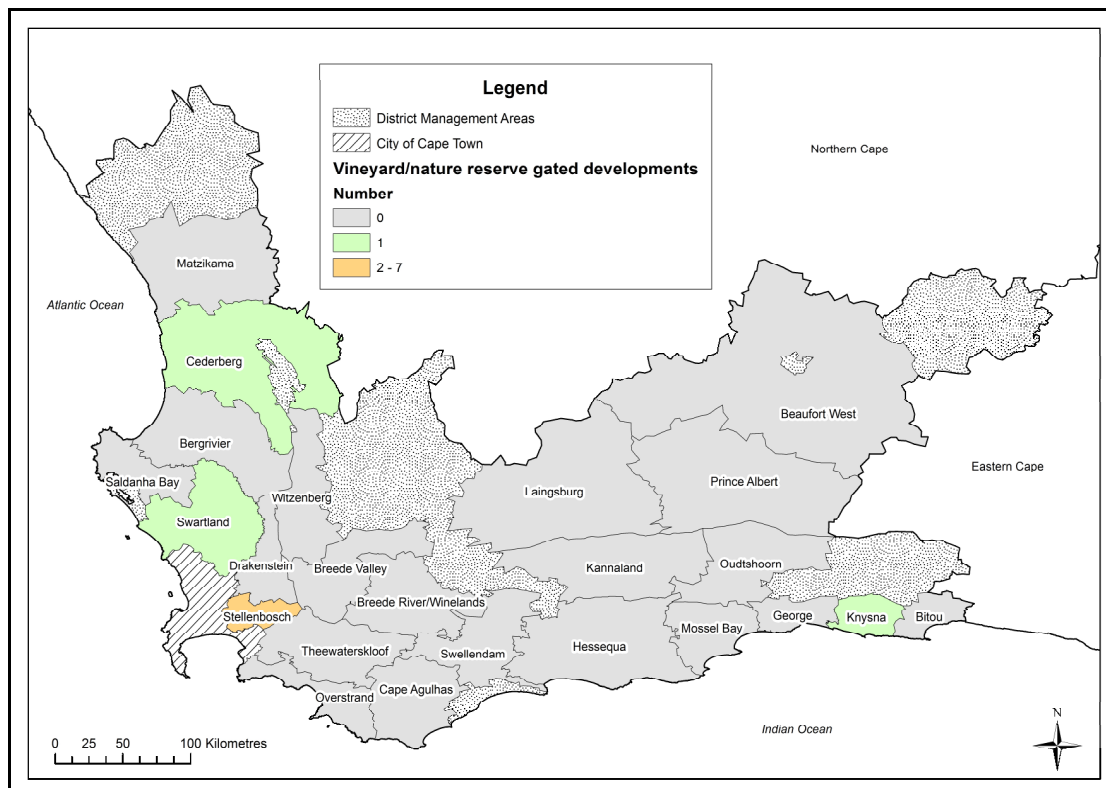 Legend
District Management Areas
City of Cape Town
Vineyard/nature reserve gated developments
Number
0
1
2 - 7
Northern Cape
Atlantic Ocean
Matzikama
Cederberg
Beaufort West
Bergrivier
Eastern Cape
Saldanha Bay
Prince Albert
Laingsburg
Witzenberg
Swartland
Drakenstein
Breede Valley
Kannaland
Oudtshoorn
Breede River/Winelands
Stellenbosch
George
Knysna
Bitou
Mossel Bay
Theewaterskloof
Swellendam
Hessequa
Cape Agulhas
Overstrand
Indian Ocean
N
0 25 50 100 Kilometres